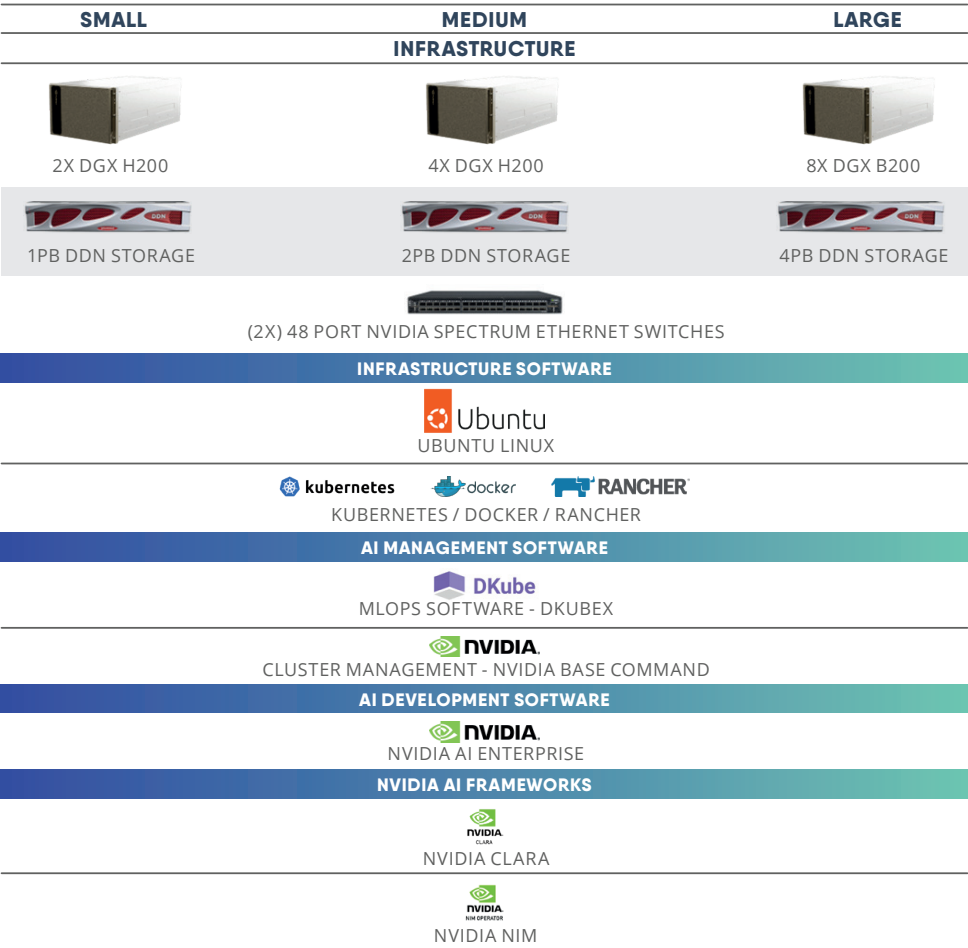 SMALL MEDIUM LARGE
INFRASTRUCTURE
2X DGX H200 4X DGX H200 8X DGX B200
DDN DDN DDN
1PB DDN STORAGE 2PB DDN STORAGE 4PB DDN STORAGE
(2X) 48 PORT NVIDIA SPECTRUM ETHERNET SWITCHES
INFRASTRUCTURE SOFTWARE
Ubuntu
UBUNTU LINUX
kubernetes docker RANCHER
KUBERNETES / DOCKER / RANCHER
AI MANAGEMENT SOFTWARE
DKube
MLOPS SOFTWARE - DKUBEX
NVIDIA.
CLUSTER MANAGEMENT - NVIDIA BASE COMMAND
AI DEVELOPMENT SOFTWARE
NVIDIA.
NVIDIA AI ENTERPRISE
NVIDIA AI FRAMEWORKS
NVIDIA
CLARA
NVIDIA CLARA
NVIDIA
NIM OPERATOR
NVIDIA NIM